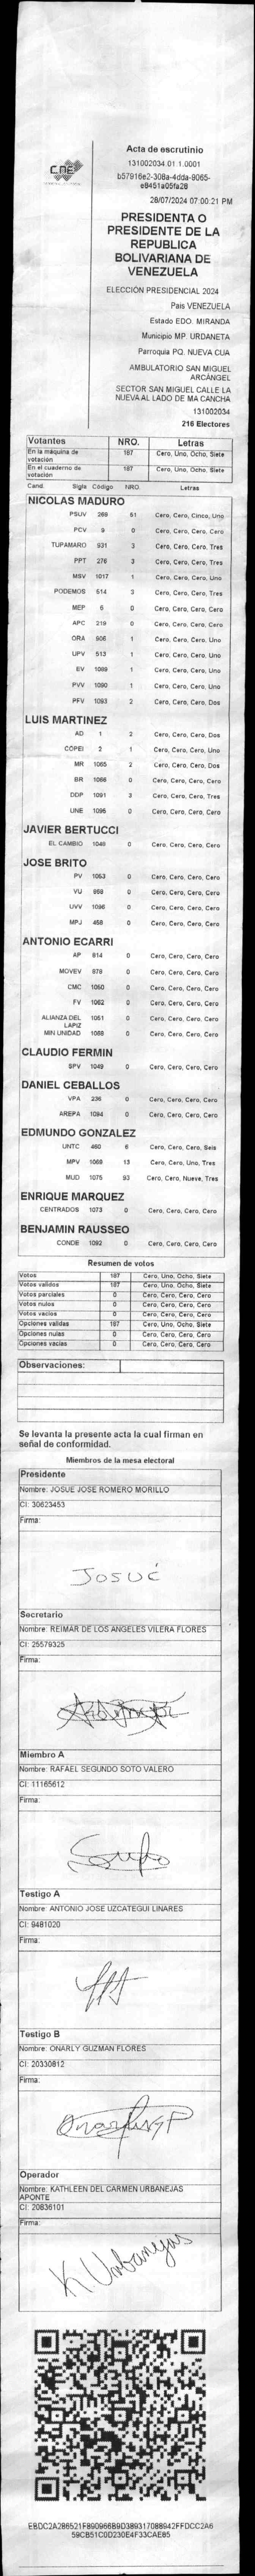 CNE
Acta de escrutinio
131002034.01.1.0001
b57916e2-308a-4dda-9065-
e8451a05fa28
28/07/2024 07:00:21 PM
PRESIDENTA O
PRESIDENTE DE LA
REPUBLICA
BOLIVARIANA DE
VENEZUELA
ELECCIÓN PRESIDENCIAL 2024
Pais VENEZUELA
Estado EDO. MIRANDA
Municipio MP. URDANETA
Parroquia PQ. NUEVA CUA
AMBULATORIO SAN MIGUEL
ARCÁNGEL
SECTOR SAN MIGUEL CALLE LA
NUEVA AL LADO DE MA CANCHA
131002034
216 Electores
Votantes NRO. Letras
En la máquina de votación 187 Cero, Uno, Ocho, Siete
En el cuaderno de votación 187 Cero, Uno, Ocho, Siete
Cand. Sigla Código NRO. Letras
NICOLAS MADURO
PSUV 269 51 Cero, Cero, Cinco, Uno
PCV 9 0 Cero, Cero, Cero, Cero
TUPAMARO 931 3 Cero, Cero, Cero, Tres
PPT 276 3 Cero, Cero, Cero, Tres
MSV 1017 1 Cero, Cero, Cero, Uno
PODEMOS 514 3 Cero, Cero, Cero, Tres
MEP 6 0 Cero, Cero, Cero, Cero
APC 219 0 Cero, Cero, Cero, Cero
ORA 506 1 Cero, Cero, Cero, Uno
UPV 513 1 Cero, Cero, Cero, Uno
EV 1089 1 Cero, Cero, Cero, Uno
PVV 1090 1 Cero, Cero, Cero, Uno
PFV 1093 2 Cero, Cero, Cero, Dos
LUIS MARTINEZ
AD 1 2 Cero, Cero, Cero, Dos
COPEI 2 1 Cero, Cero, Cero, Uno
MR 1065 2 Cero, Cero, Cero, Dos
BR 1066 0 Cero, Cero, Cero, Cero
DDP 1091 3 Cero, Cero, Cero, Tres
UNE 1095 0 Cero, Cero, Cero, Cero
JAVIER BERTUCCI
EL CAMBIO 1046 0 Cero, Cero, Cero, Cero
JOSE BRITO
PV 1053 0 Cero, Cero, Cero, Cero
VU 868 0 Cero, Cero, Cero, Cero
UVV 1096 0 Cero, Cero, Cero, Cero
MPJ 458 0 Cero, Cero, Cero, Cero
ANTONIO ECARRI
AP 814 0 Cero, Cero, Cero, Cero
MOVEV 878 0 Cero, Cero, Cero, Cero
CMC 1050 0 Cero, Cero, Cero, Cero
FV 1062 0 Cero, Cero, Cero, Cero
ALIANZA DEL LAPIZ 1051 0 Cero, Cero, Cero, Cero
MIN UNIDAD 1068 0 Cero, Cero, Cero, Cero
CLAUDIO FERMIN
SPV 1049 0 Cero, Cero, Cero, Cero
DANIEL CEBALLOS
VPA 236 0 Cero, Cero, Cero, Cero
AREPA 1094 0 Cero, Cero, Cero, Cero
EDMUNDO GONZALEZ
UNTC 460 6 Cero, Cero, Cero, Seis
MPV 1069 13 Cero, Cero, Uno, Tres
MUD 1075 93 Cero, Cero, Nueve, Tres
ENRIQUE MARQUEZ
CENTRADOS 1073 0 Cero, Cero, Cero, Cero
BENJAMIN RAUSSEO
CONDE 1092 0 Cero, Cero, Cero, Cero
Resumen de votos
Votos 187 Cero, Uno, Ocho, Siete
Votos validos 187 Cero, Uno, Ocho, Siete
Votos parciales 0 Cero, Cero, Cero, Cero
Votos nulos 0 Cero, Cero, Cero, Cero
Votos vacios 0 Cero, Cero, Cero, Cero
Opciones validas 187 Cero, Uno, Ocho, Siete
Opciones nulas 0 Cero, Cero, Cero, Cero
Opciones vacias 0 Cero, Cero, Cero, Cero
Observaciones:
Se levanta la presente acta la cual firman en
señal de conformidad.
Miembros de la mesa electoral
Presidente
Nombre: JOSUE JOSE ROMERO MORILLO
CI: 30623453
Firma:
Josué
Secretario
Nombre: REIMAR DE LOS ANGELES VILERA FLORES
CI: 25579325
Firma:
Miembro A
Nombre: RAFAEL SEGUNDO SOTO VALERO
CI: 11165612
Firma:
Testigo A
Nombre: ANTONIO JOSE UZCATEGUI LINARES
CI: 9481020
Firma:
Testigo B
Nombre: ONARLY GUZMAN FLORES
CI: 20330812
Firma:
Operador
Nombre: KATHLEEN DEL CARMEN URBANEJAS
APONTE
CI: 20836101
Firma:
K Urbanejas
EBDC2A286521F890966B9D389317088942FFDCC2A6
59CB51C0D230E4F33CAE85